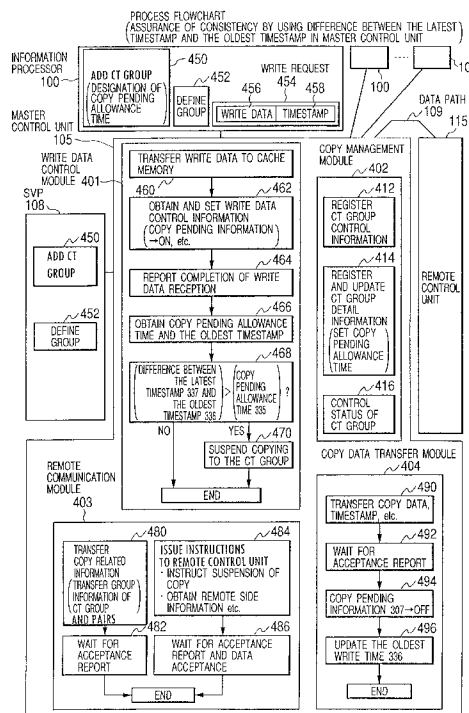 PROCESS FLOWCHART
(ASSURANCE OF CONSISTENCY BY USING DIFFERENCE BETWEEN THE LATEST
TIMESTAMP AND THE OLDEST TIMESTAMP IN MASTER CONTROL UNIT)
INFORMATION
PROCESSOR
100
450
ADD CT GROUP
(DESIGNATION OF
COPY PENDING
ALLOWANCE
TIME)
452
DEFINE
GROUP
WRITE REQUEST
454
456
458
WRITE DATA
TIMESTAMP
100
...
DATA PATH
109
115
MASTER
CONTROL UNIT
105
WRITE DATA
CONTROL
MODULE
401
TRANSFER WRITE DATA TO CACHE
MEMORY
460
462
OBTAIN AND SET WRITE DATA
CONTROL INFORMATION
(COPY PENDING INFORMATION
→ON, etc.)
464
REPORT COMPLETION OF WRITE
DATA RECEPTION
466
OBTAIN COPY PENDING ALLOWANCE
TIME AND THE OLDEST TIMESTAMP
468
(DIFFERENCE BETWEEN
THE LATEST
TIMESTAMP 337 AND
THE OLDEST
TIMESTAMP 336) > (COPY
PENDING
ALLOWANCE
TIME 335) ?
NO
YES
470
SUSPEND COPYING
TO THE CT GROUP
END
SVP
108
450
ADD CT
GROUP
452
DEFINE
GROUP
COPY MANAGEMENT
MODULE
402
412
REGISTER
CT GROUP
CONTROL
INFORMATION
414
REGISTER
AND UPDATE
CT GROUP
DETAIL
INFORMATION
(SET COPY
PENDING
ALLOWANCE
TIME)
416
CONTROL
STATUS OF
CT GROUP
REMOTE
CONTROL
UNIT
REMOTE
COMMUNICATION
MODULE
403
480
TRANSFER
COPY RELATED
INFORMATION
(TRANSFER GROUP
INFORMATION OF
CT GROUP
AND PAIRS)
482
WAIT FOR
ACCEPTANCE
REPORT
484
ISSUE INSTRUCTIONS
TO REMOTE CONTROL UNIT
• INSTRUCT SUSPENSION OF
COPY
• OBTAIN REMOTE SIDE
INFORMATION etc.
486
WAIT FOR ACCEPTANCE
REPORT AND DATA
ACCEPTANCE
END
COPY DATA TRANSFER MODULE
404
490
TRANSFER COPY DATA,
TIMESTAMP, etc.
492
WAIT FOR
ACCEPTANCE REPORT
494
COPY PENDING
INFORMATION 307→OFF
496
UPDATE THE OLDEST
WRITE TIME 336
END